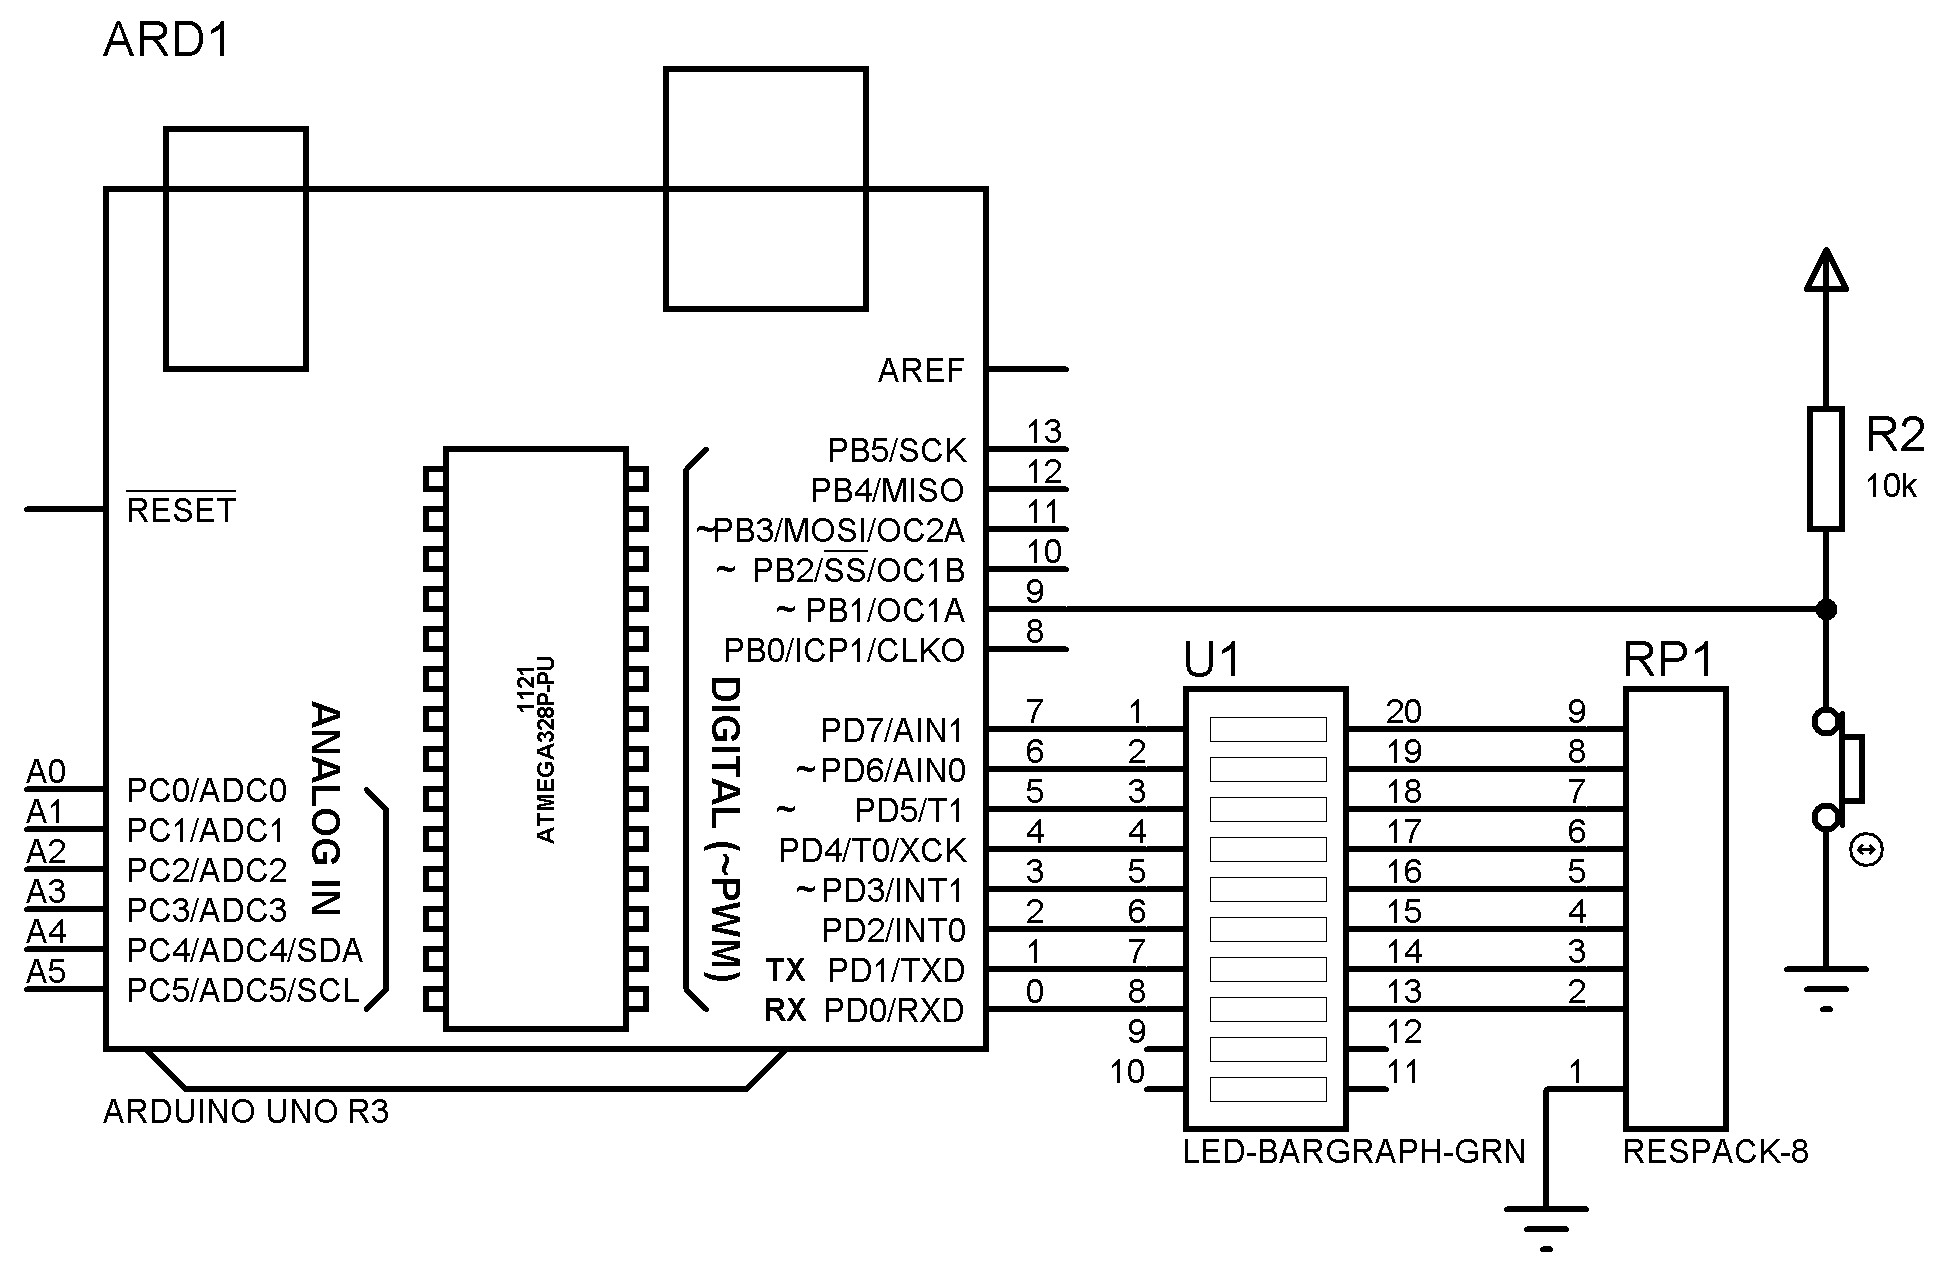 ARD1
AREF
13
PB5/SCK
12
PB4/MISO
11
~PB3/MOSI/OC2A
10
~ PB2/SS/OC1B
9
~ PB1/OC1A
8
PB0/ICP1/CLKO
RESET
R2
10k
1121
ATMEGA328P-PU
ANALOG IN
DIGITAL (~PWM)
U1
RP1
7 1 20 9
PD7/AIN1
6 2 19 8
~PD6/AIN0
5 3 18 7
~ PD5/T1
4 4 17 6
PD4/T0/XCK
3 5 16 5
~PD3/INT1
2 6 15 4
PD2/INT0
1 7 14 3
TX PD1/TXD
0 8 13 2
RX PD0/RXD
9 12
10 11 1
A0
PC0/ADC0
A1
PC1/ADC1
A2
PC2/ADC2
A3
PC3/ADC3
A4
PC4/ADC4/SDA
A5
PC5/ADC5/SCL
ARDUINO UNO R3
LED-BARGRAPH-GRN
RESPACK-8